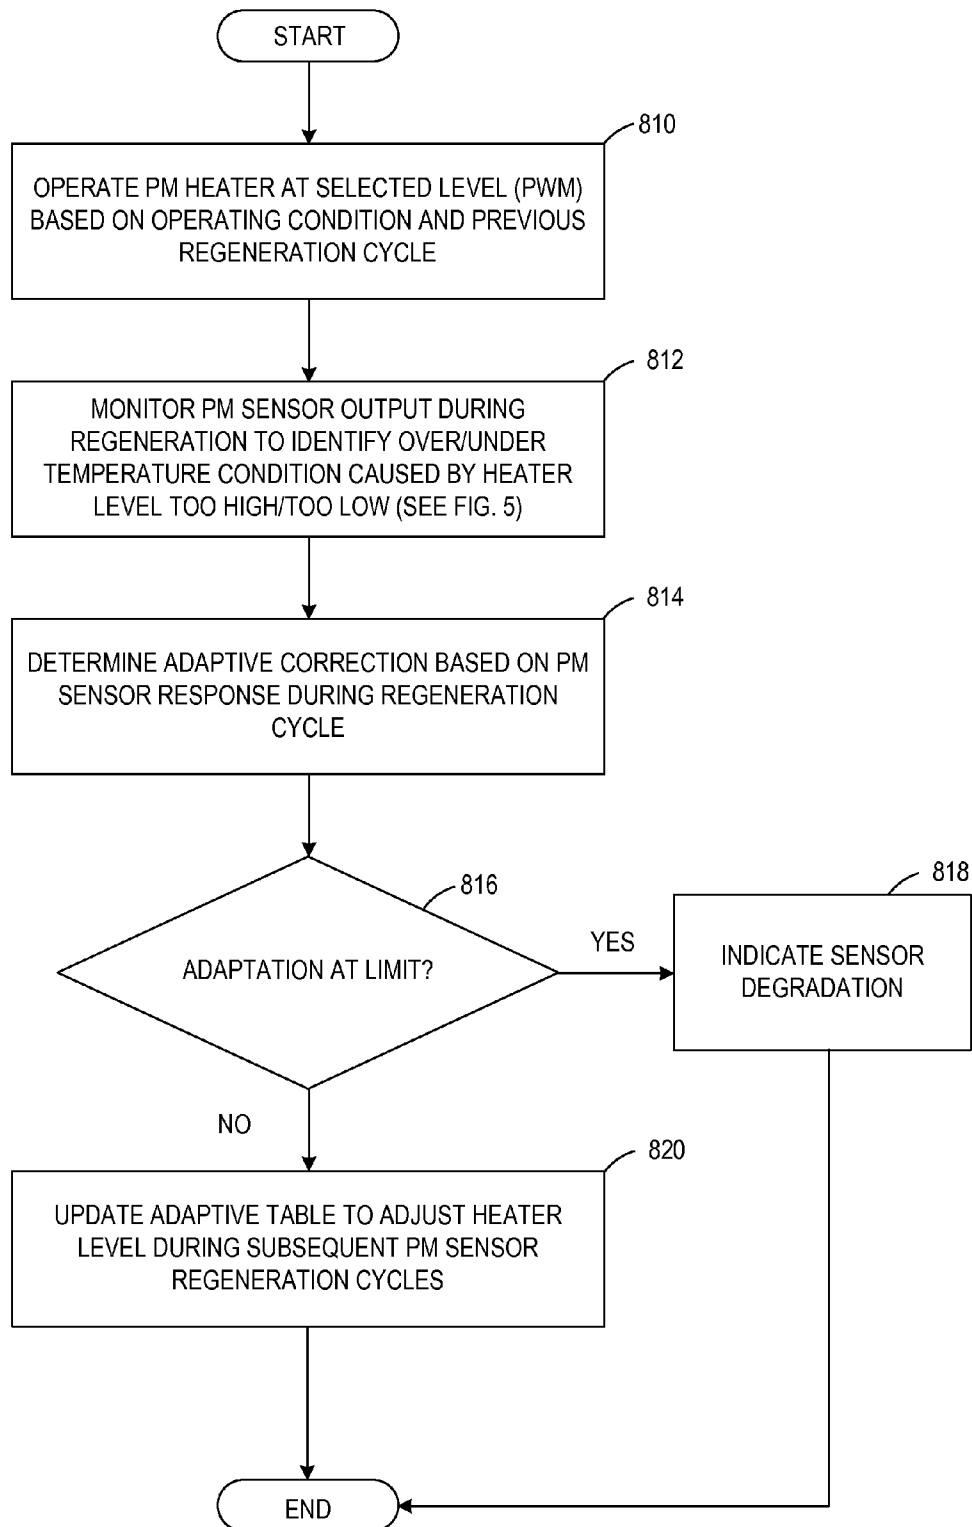 START
810
OPERATE PM HEATER AT SELECTED LEVEL (PWM)
BASED ON OPERATING CONDITION AND PREVIOUS
REGENERATION CYCLE
812
MONITOR PM SENSOR OUTPUT DURING
REGENERATION TO IDENTIFY OVER/UNDER
TEMPERATURE CONDITION CAUSED BY HEATER
LEVEL TOO HIGH/TOO LOW (SEE FIG. 5)
814
DETERMINE ADAPTIVE CORRECTION BASED ON PM
SENSOR RESPONSE DURING REGENERATION
CYCLE
816
ADAPTATION AT LIMIT?
YES
818
INDICATE SENSOR
DEGRADATION
NO
820
UPDATE ADAPTIVE TABLE TO ADJUST HEATER
LEVEL DURING SUBSEQUENT PM SENSOR
REGENERATION CYCLES
END